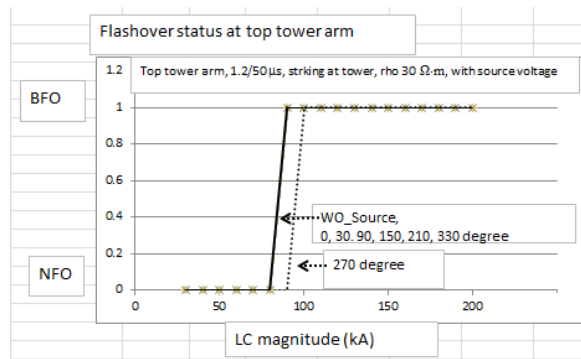 Flashover status at top tower arm
1.2
Top tower arm, 1.2/50 µs, strking at tower, rho 30 Ω·m, with source voltage
BFO
1
0.8
0.6
0.4
WO_Source,
0, 30. 90, 150, 210, 330 degree
0.2
270 degree
NFO
0
0
50
100
150
200
LC magnitude (kA)